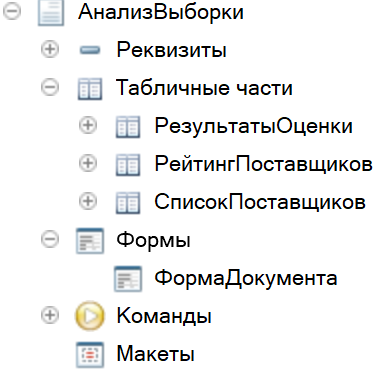 АнализВыборки
Реквизиты
Табличные части
РезультатыОценки
РейтингПоставщиков
СписокПоставщиков
Формы
ФормаДокумента
Команды
Макеты